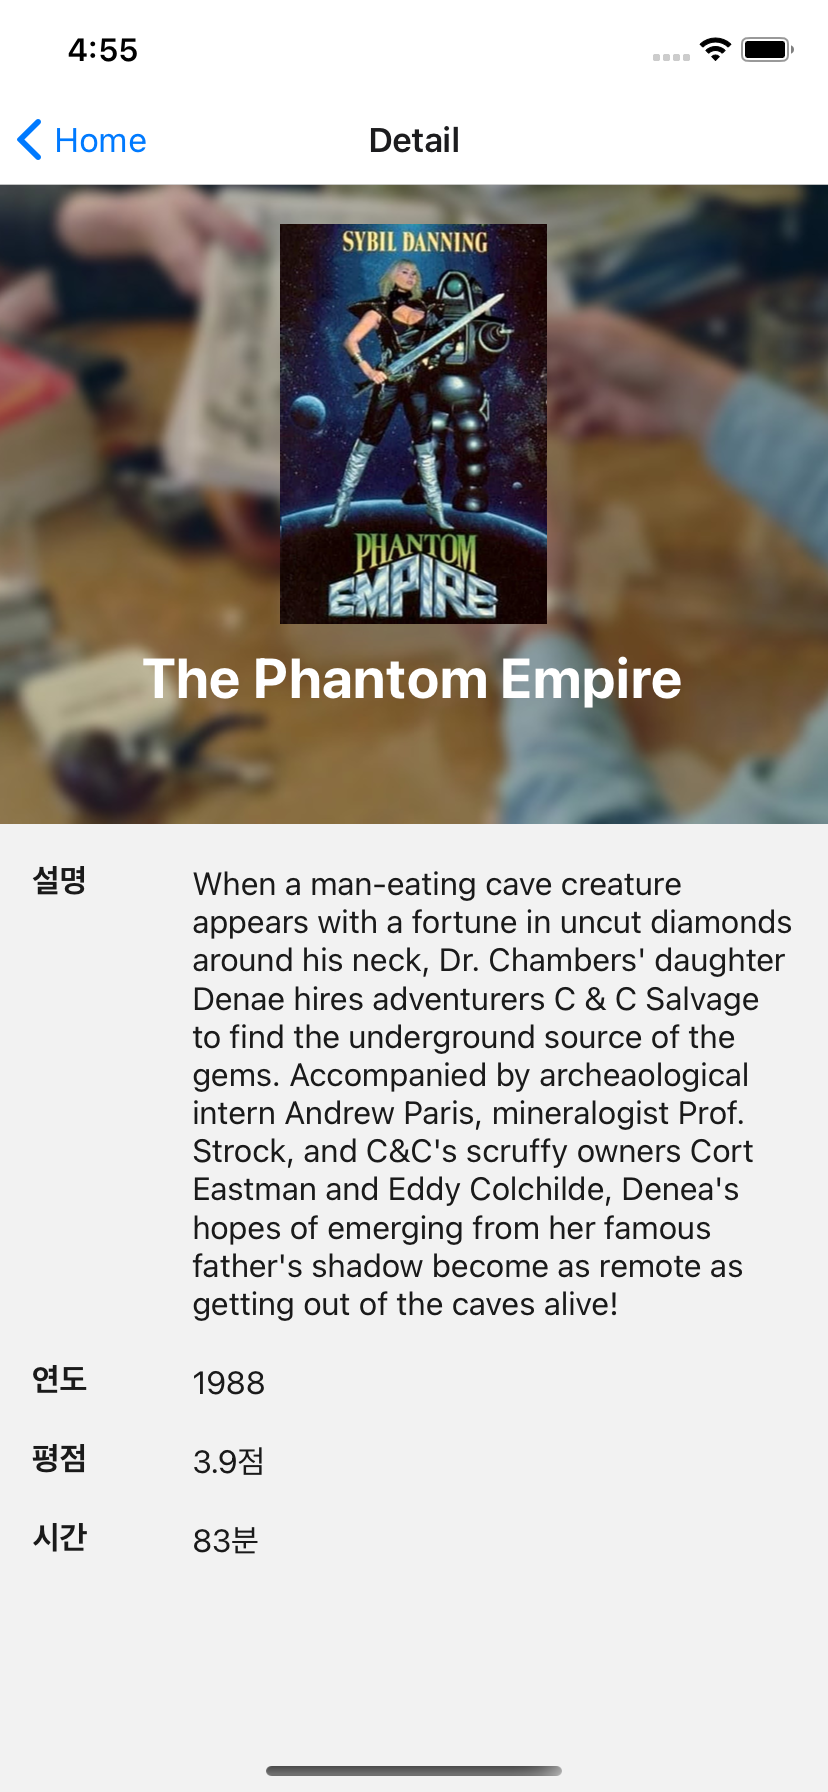 4:55
Home
Detail
SYBIL DANNING
PHANTOM
EMPIRE
The Phantom Empire
설명
When a man-eating cave creature
appears with a fortune in uncut diamonds
around his neck, Dr. Chambers' daughter
Denae hires adventurers C & C Salvage
to find the underground source of the
gems. Accompanied by archeaological
intern Andrew Paris, mineralogist Prof.
Strock, and C&C's scruffy owners Cort
Eastman and Eddy Colchilde, Denea's
hopes of emerging from her famous
father's shadow become as remote as
getting out of the caves alive!
연도
1988
평점
3.9점
시간
83분